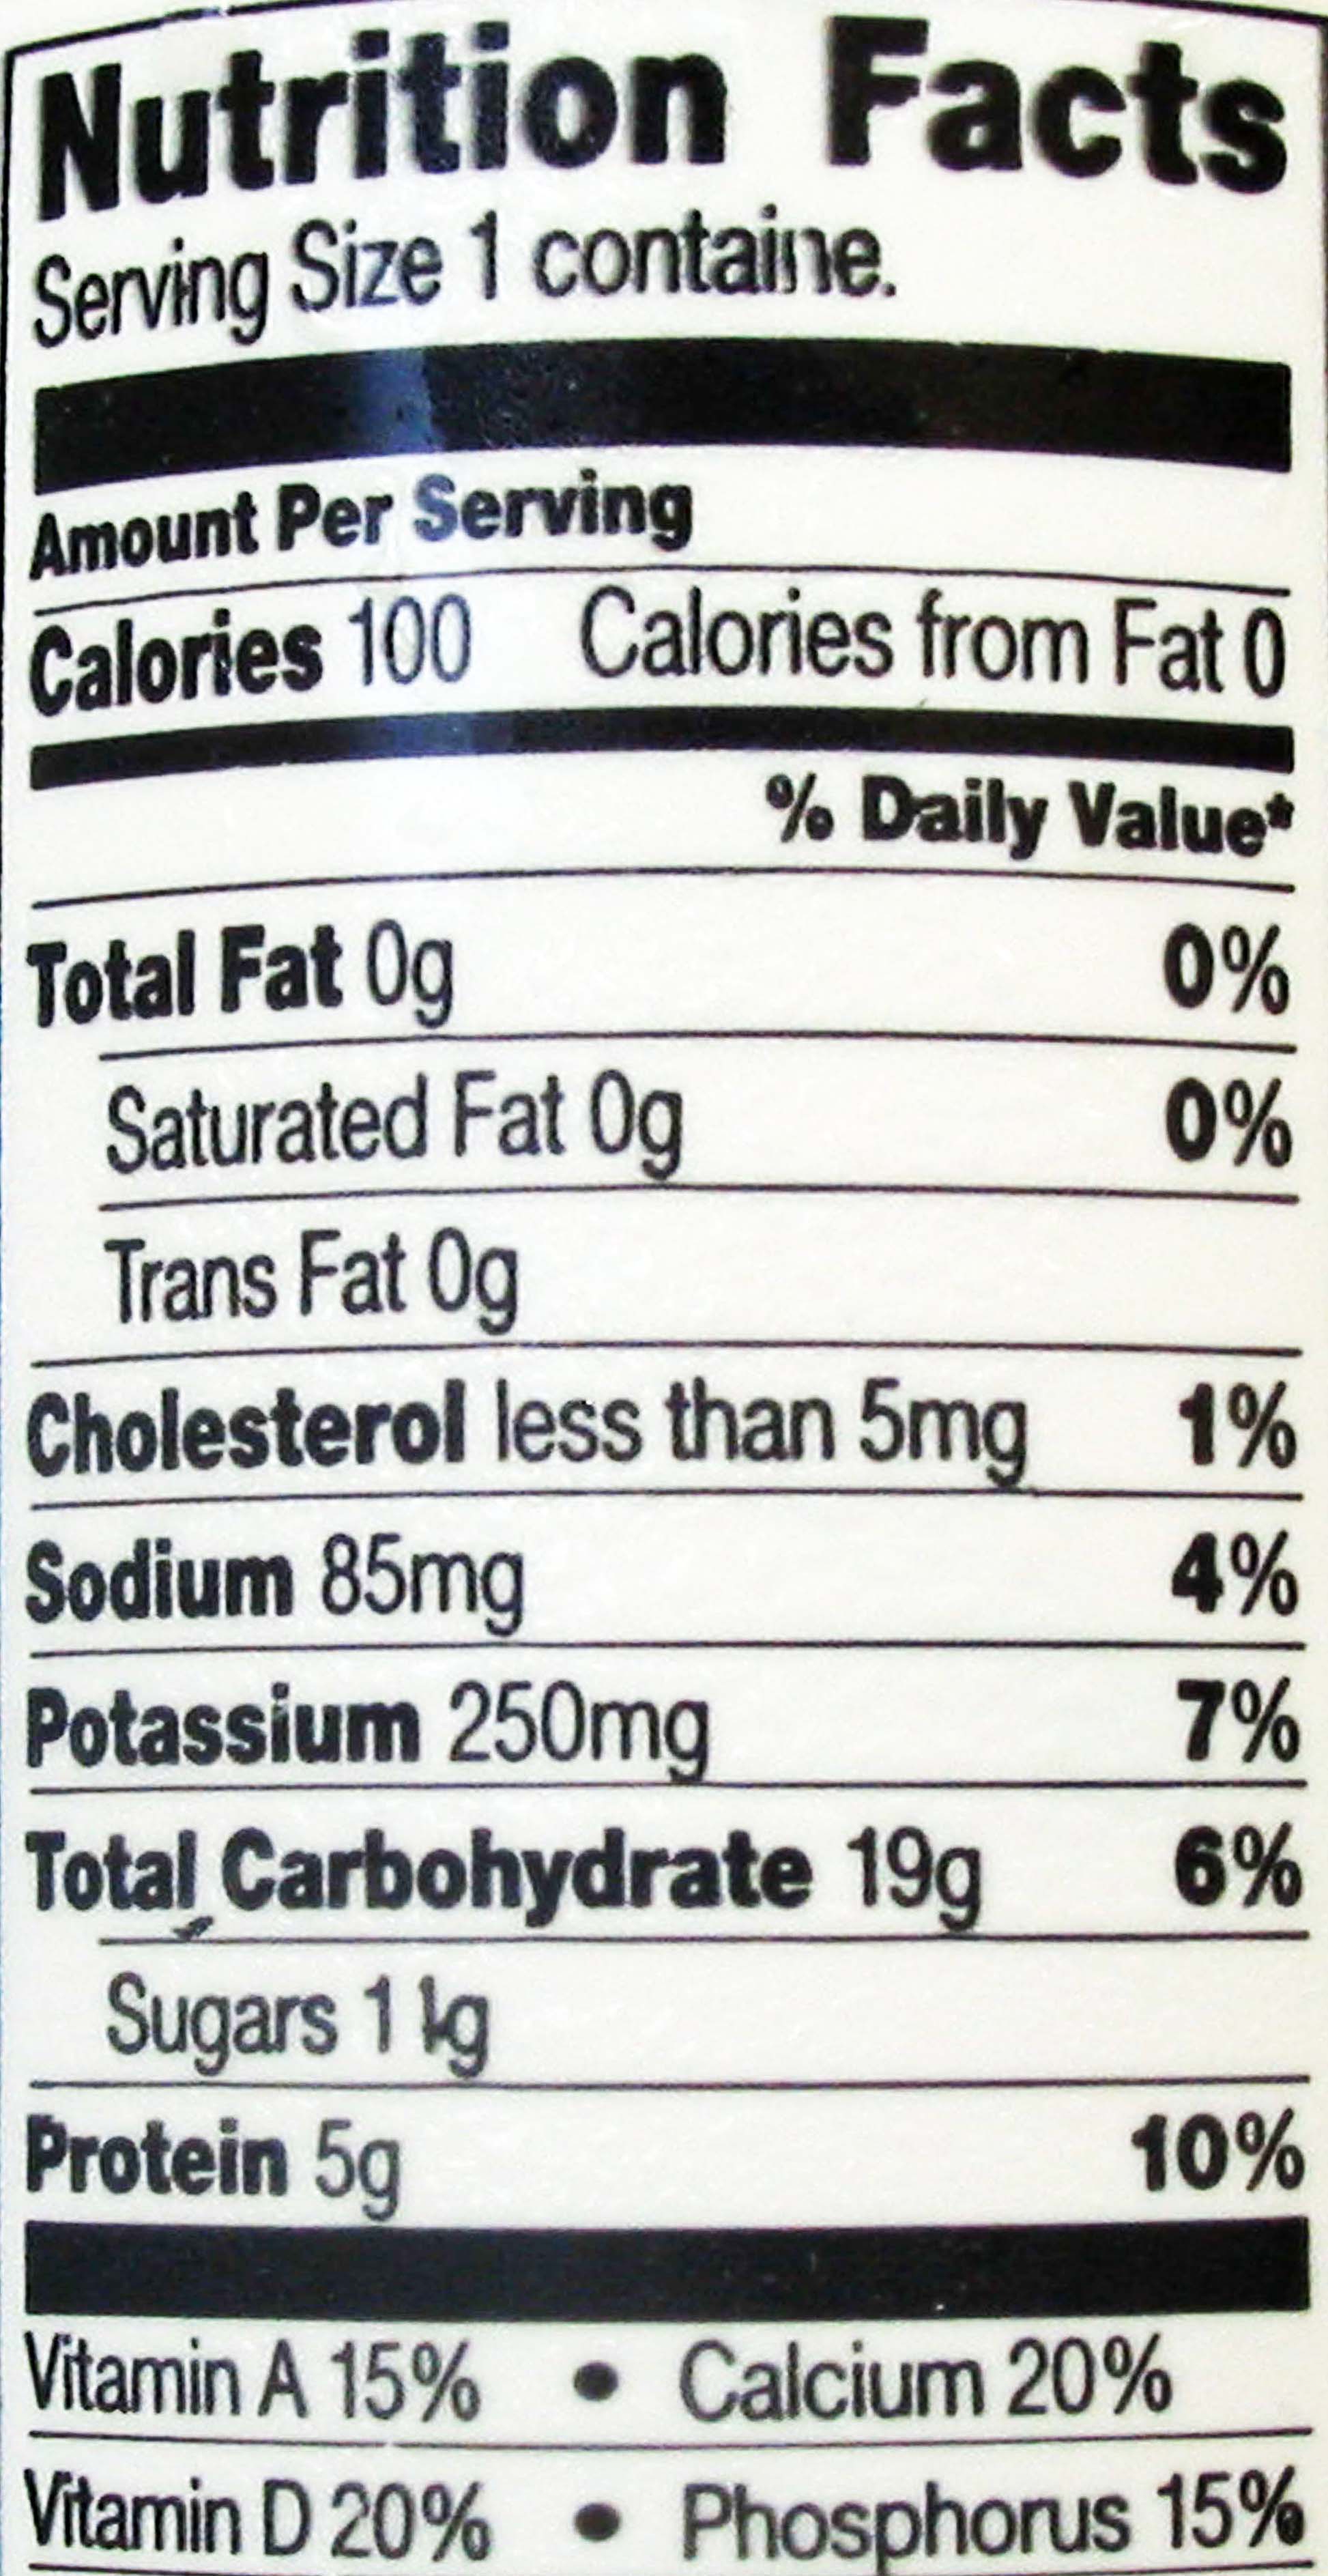 Nutrition Facts
Serving Size 1 containe.
Amount Per Serving
Calories 100 Calories from Fat 0
% Daily Value*
Total Fat 0g 0%
Saturated Fat 0g 0%
Trans Fat 0g
Cholesterol less than 5mg 1%
Sodium 85mg 4%
Potassium 250mg 7%
Total Carbohydrate 19g 6%
Sugars
Protein 5g 10%
Vitamin A 15% • Calcium 20%
Vitamin D 20% • Phosphorus 15%